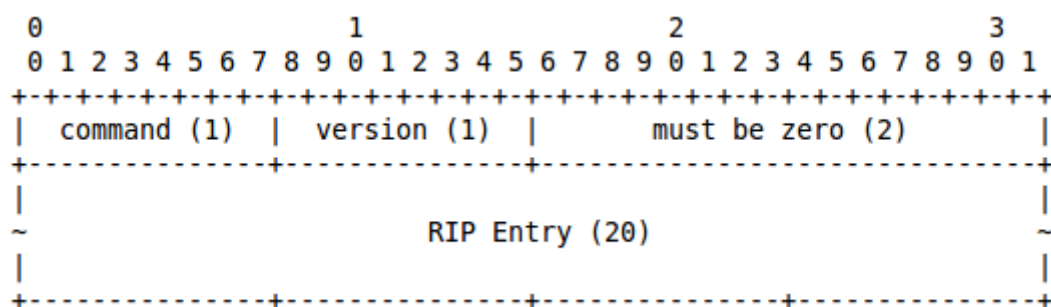 0 1 2 3
0 1 2 3 4 5 6 7 8 9 0 1 2 3 4 5 6 7 8 9 0 1 2 3 4 5 6 7 8 9 0 1
+-+-+-+-+-+-+-+-+-+-+-+-+-+-+-+-+-+-+-+-+-+-+-+-+-+-+-+-+-+-+-+-+
| command (1) | version (1) | must be zero (2) |
+---------------+---------------+-------------------------------+
| |
~ RIP Entry (20) ~
| |
+---------------+---------------+---------------+---------------+